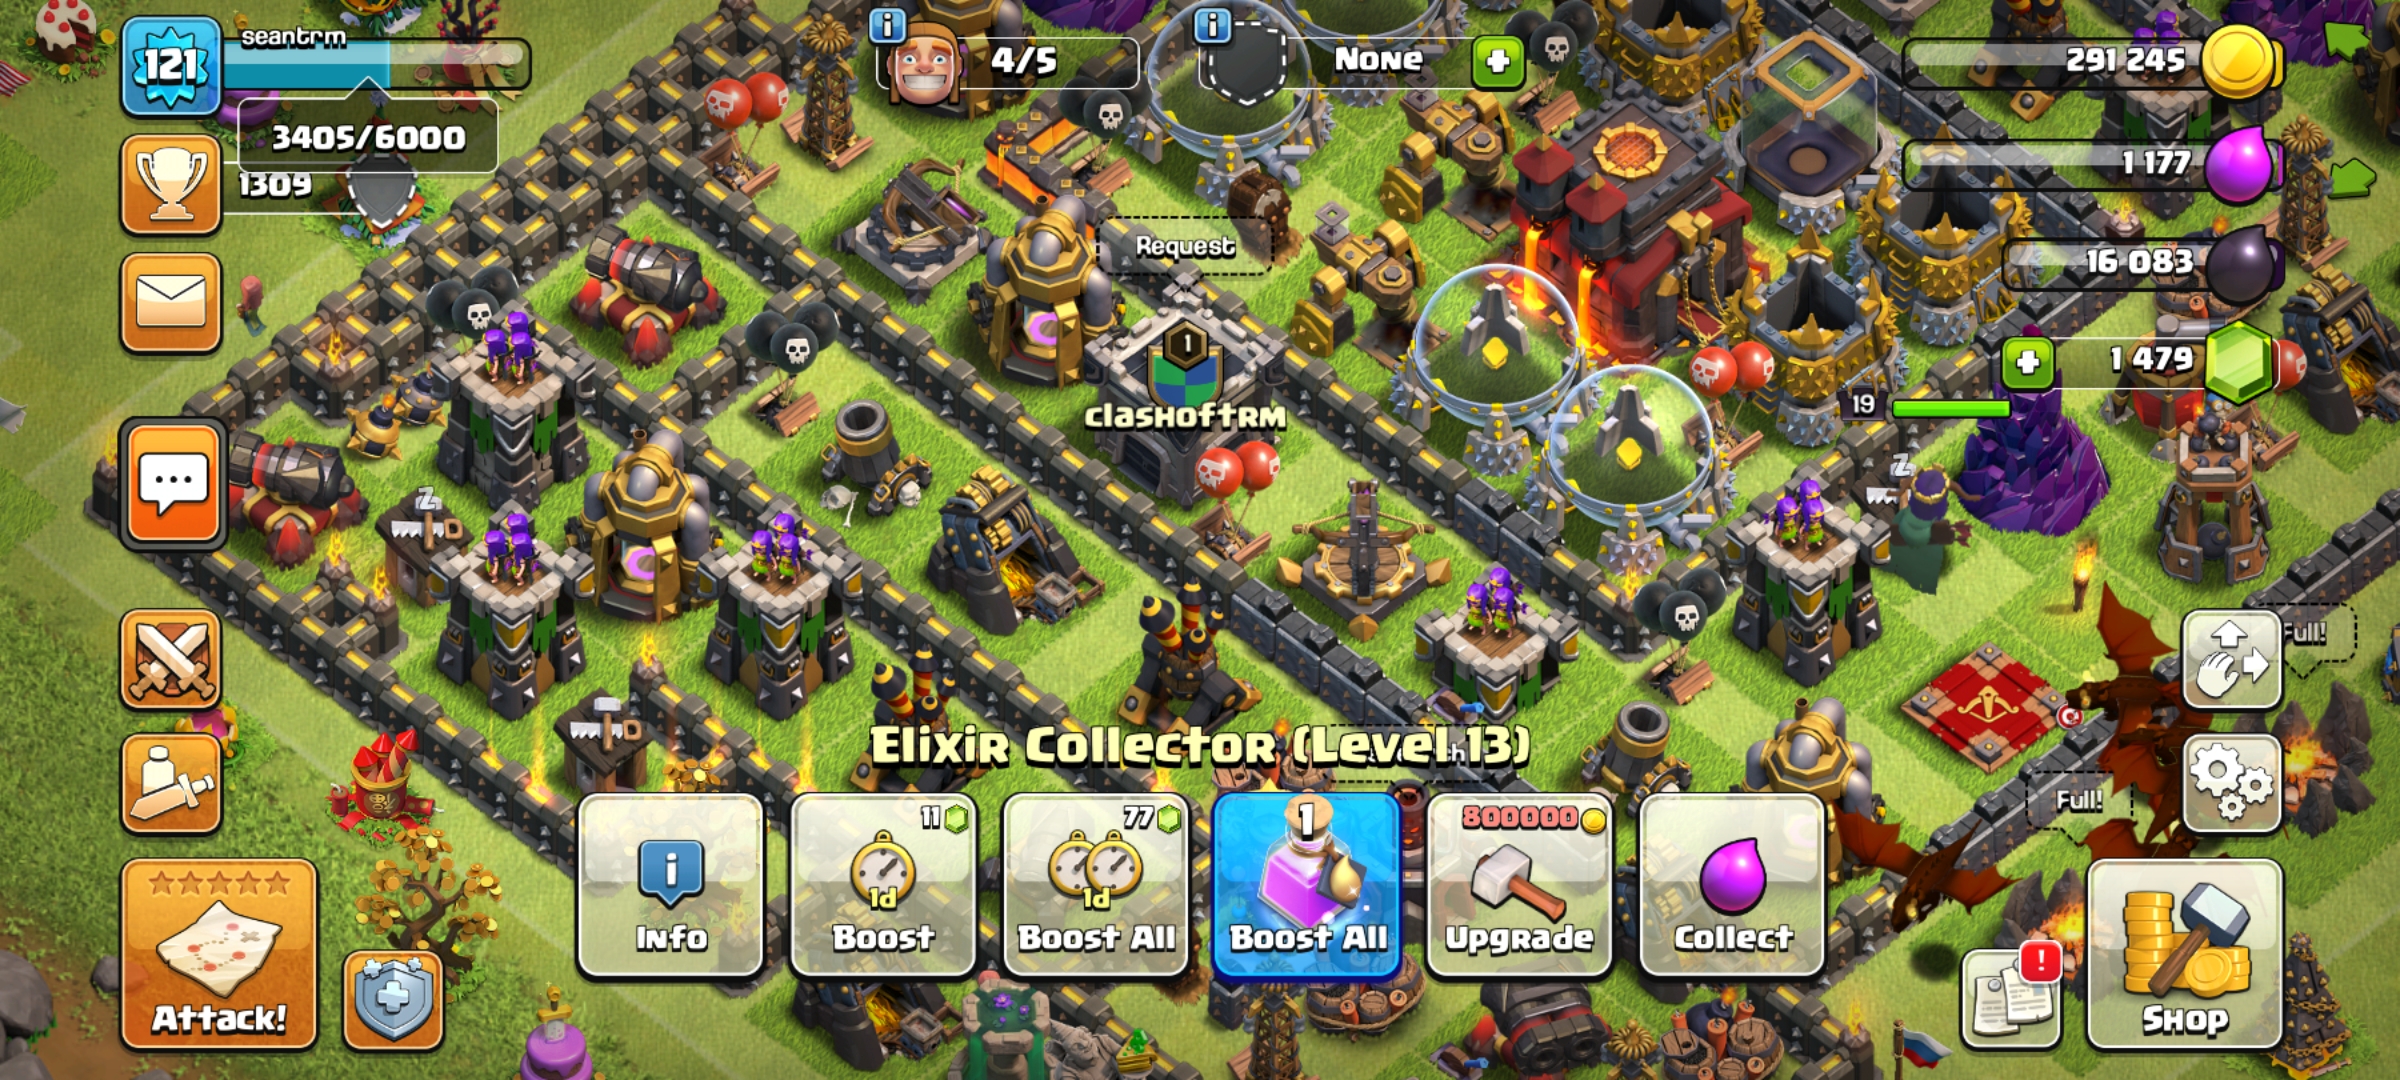 121
seantrm
3405/6000
1309
4/5
None
291 245
1 177
16 083
1 479
19
Request
1
clashoftrm
Z
Z
Full!
Full!
Elixir Collector (Level 13)
Info
11
1d
Boost
77
1d
Boost All
1
Boost All
800000
Upgrade
Collect
Attack!
!
Shop